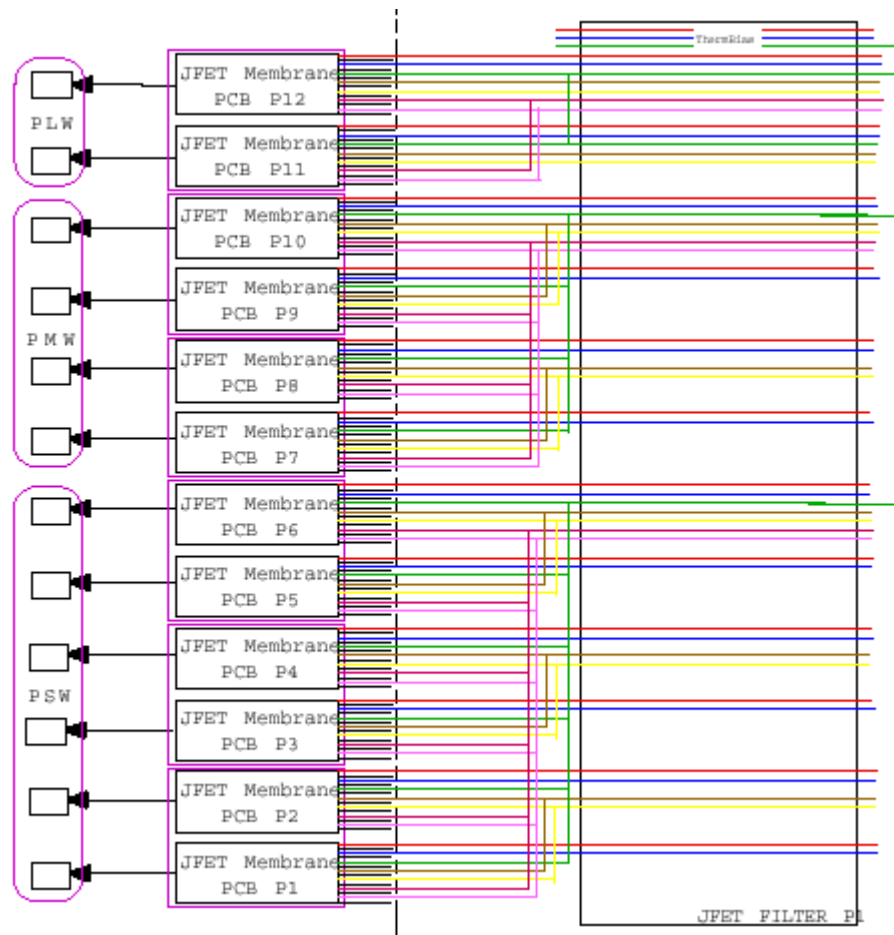 ThermBias
JFET Membrane
PCB P12
PLW
JFET Membrane
PCB P11
JFET Membrane
PCB P10
JFET Membrane
PCB P9
PMW
JFET Membrane
PCB P8
JFET Membrane
PCB P7
JFET Membrane
PCB P6
JFET Membrane
PCB P5
JFET Membrane
PCB P4
PSW
JFET Membrane
PCB P3
JFET Membrane
PCB P2
JFET Membrane
PCB P1
JFET FILTER P1